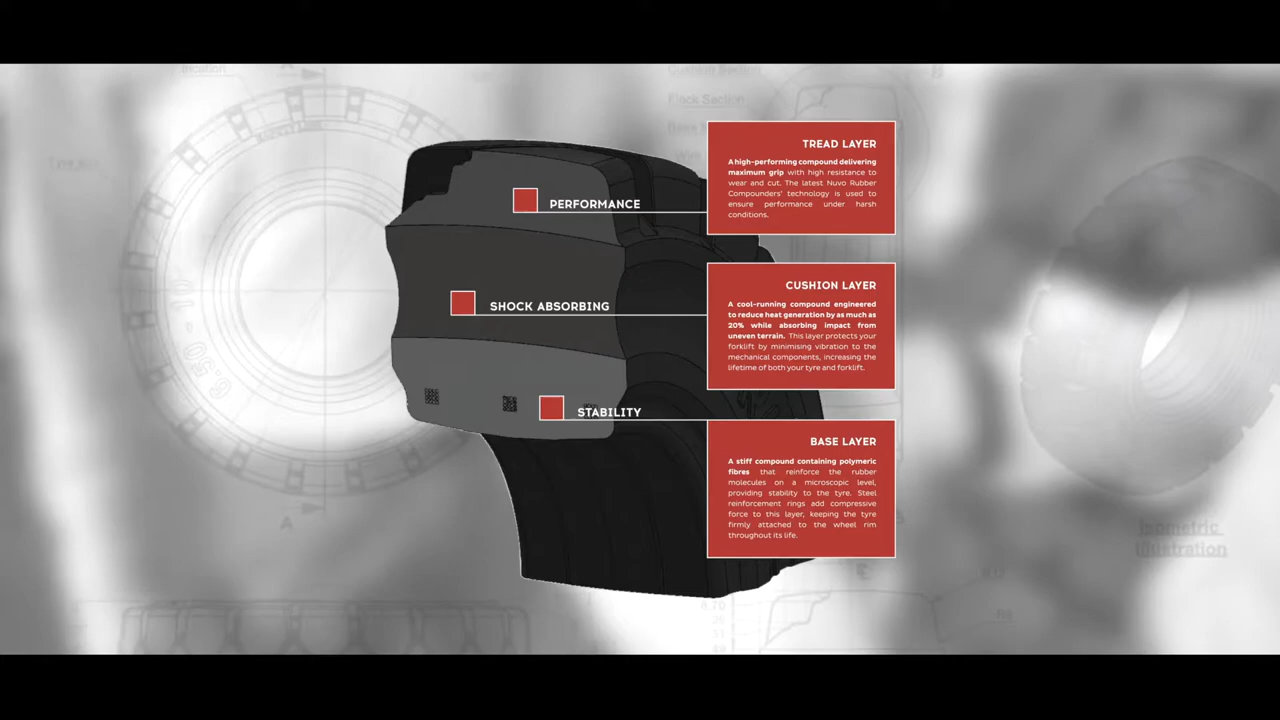 PERFORMANCE
SHOCK ABSORBING
STABILITY
TREAD LAYER
A high-performing compound delivering
maximum grip with high resistance to
wear and cut. The latest Nuvo Rubber
Compounders' technology is used to
ensure performance under harsh
conditions.
CUSHION LAYER
A cool-running compound engineered
to reduce heat generation by as much as
20% while absorbing impact from
uneven terrain. This layer protects your
forklift by minimising vibration to the
mechanical components, increasing the
lifetime of both your tyre and forklift.
BASE LAYER
A stiff compound containing polymeric
fibres that reinforce the rubber
molecules on a microscopic level,
providing stability to the tyre. Steel
reinforcement rings add compressive
force to this layer, keeping the tyre
firmly attached to the wheel rim
throughout its life.
A
Isometric
Illustration